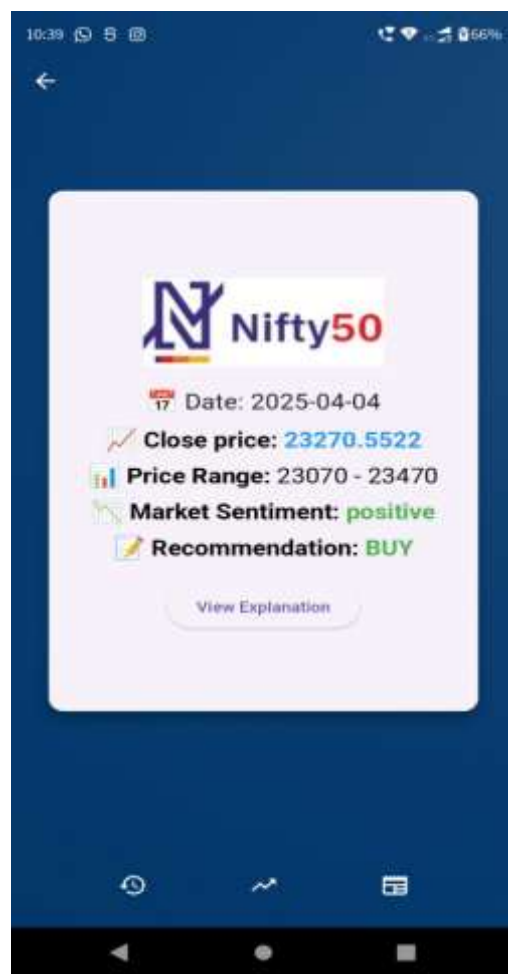 10:39
66%
Nifty50
17 Date: 2025-04-04
Close price: 23270.5522
Price Range: 23070 - 23470
Market Sentiment: positive
Recommendation: BUY
View Explanation